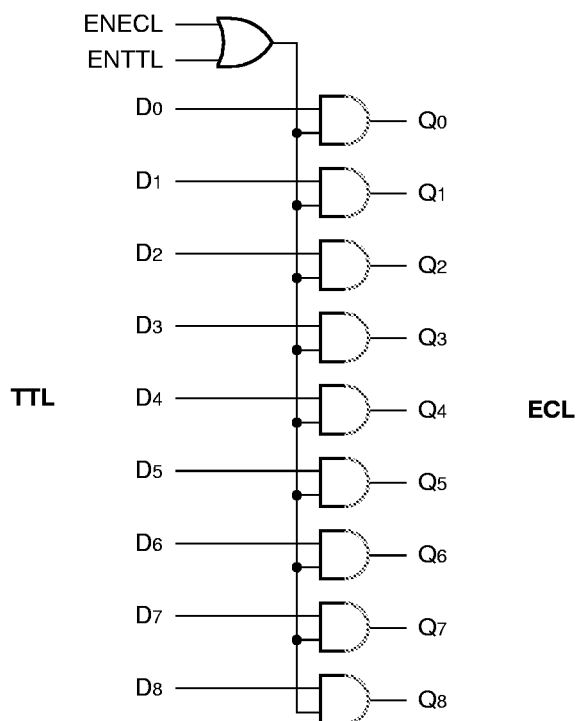 ENECL
ENTTL
D0 Q0
D1 Q1
D2 Q2
D3 Q3
TTL D4 Q4 ECL
D5 Q5
D6 Q6
D7 Q7
D8 Q8